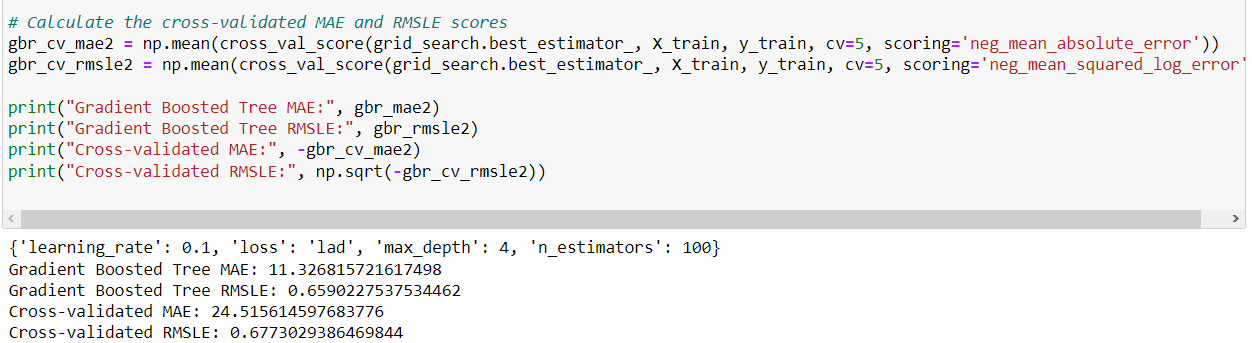 # Calculate the cross-validated MAE and RMSLE scores
gbr_cv_mae2 = np.mean(cross_val_score(grid_search.best_estimator_, X_train, y_train, cv=5, scoring='neg_mean_absolute_error'))
gbr_cv_rmsle2 = np.mean(cross_val_score(grid_search.best_estimator_, X_train, y_train, cv=5, scoring='neg_mean_squared_log_error'
print("Gradient Boosted Tree MAE:", gbr_mae2)
print("Gradient Boosted Tree RMSLE:", gbr_rmsle2)
print("Cross-validated MAE:", -gbr_cv_mae2)
print("Cross-validated RMSLE:", np.sqrt(-gbr_cv_rmsle2))
{'learning_rate': 0.1, 'loss': 'lad', 'max_depth': 4, 'n_estimators': 100}
Gradient Boosted Tree MAE: 11.326815721617498
Gradient Boosted Tree RMSLE: 0.6590227537534462
Cross-validated MAE: 24.515614597683776
Cross-validated RMSLE: 0.6773029386469844